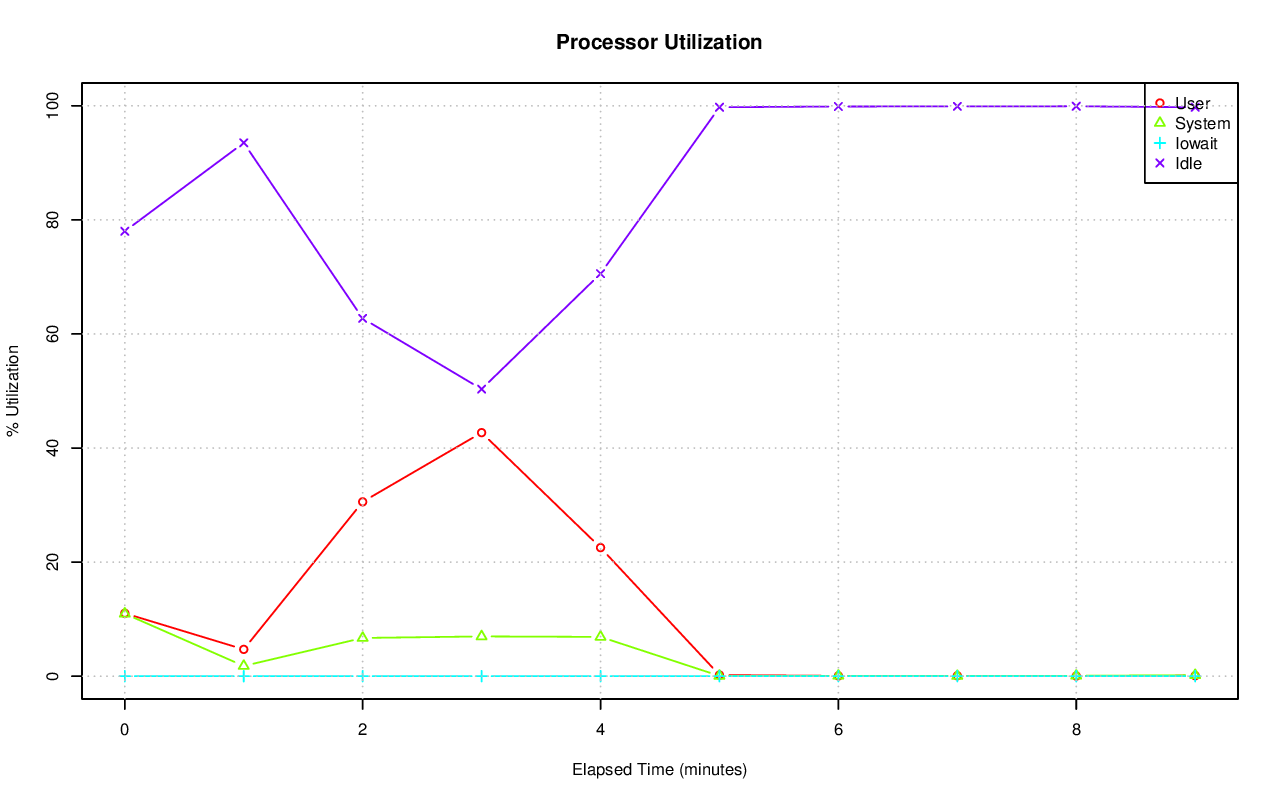 Processor Utilization
% Utilization
100
80
60
40
20
0
User
System
Iowait
Idle
0 2 4 6 8
Elapsed Time (minutes)